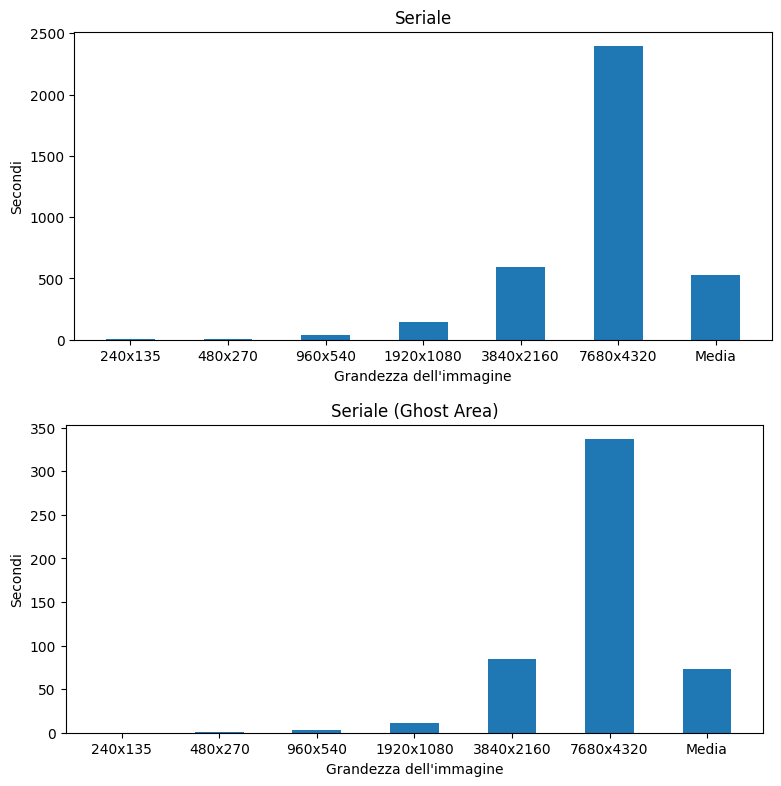 Seriale
2500
2000
1500
1000
500
0
Secondi
240x135 480x270 960x540 1920x1080 3840x2160 7680x4320 Media
Grandezza dell'immagine
Seriale (Ghost Area)
350
300
250
200
150
100
50
0
Secondi
240x135 480x270 960x540 1920x1080 3840x2160 7680x4320 Media
Grandezza dell'immagine